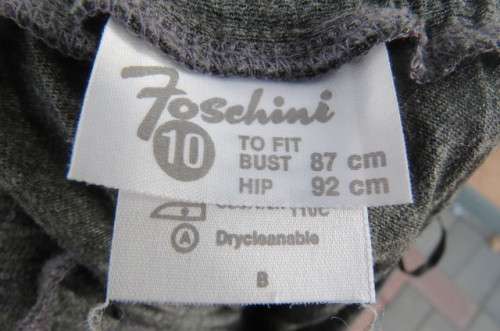 Foschini
10
TO FIT
BUST 87 cm
HIP 92 cm
110C
A Drycleanable
B